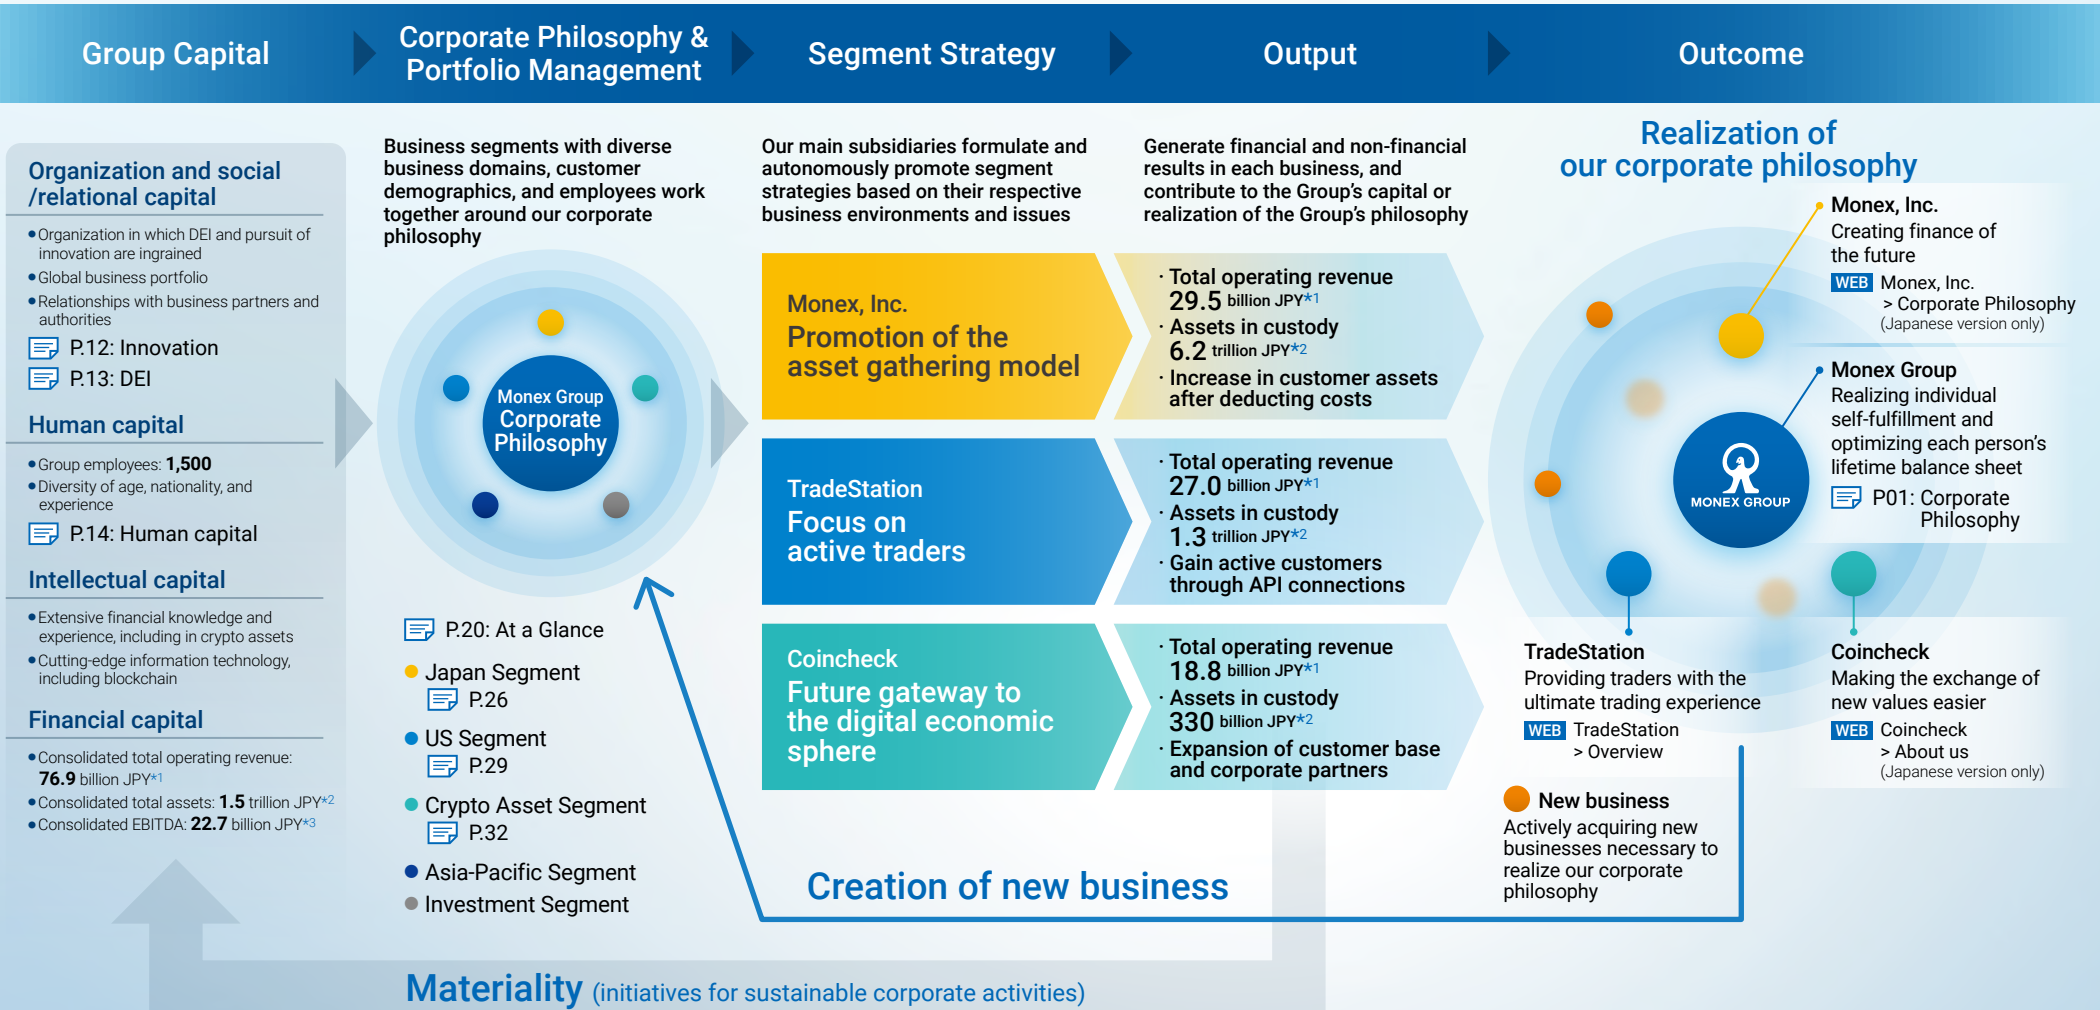 Group Capital
Corporate Philosophy &
Portfolio Management
Segment Strategy
Output
Outcome
Organization and social
/relational capital
•Organization in which DEI and pursuit of
innovation are ingrained
•Global business portfolio
•Relationships with business partners and
authorities
P.12: Innovation
P.13: DEI
Human capital
•Group employees: 1,500
•Diversity of age, nationality, and
experience
P.14: Human capital
Intellectual capital
•Extensive financial knowledge and
experience, including in crypto assets
•Cutting-edge information technology,
including blockchain
Financial capital
•Consolidated total operating revenue:
76.9 billion JPY*1
•Consolidated total assets: 1.5 trillion JPY*2
•Consolidated EBITDA: 22.7 billion JPY*3
Business segments with diverse
business domains, customer
demographics, and employees work
together around our corporate
philosophy
Monex Group
Corporate
Philosophy
P.20: At a Glance
Japan Segment
P.26
US Segment
P.29
Crypto Asset Segment
P.32
Asia-Pacific Segment
Investment Segment
Our main subsidiaries formulate and
autonomously promote segment
strategies based on their respective
business environments and issues
Monex, Inc.
Promotion of the
asset gathering model
TradeStation
Focus on
active traders
Coincheck
Future gateway to
the digital economic
sphere
Generate financial and non-financial
results in each business, and
contribute to the Group's capital or
realization of the Group's philosophy
· Total operating revenue
29.5 billion JPY*1
· Assets in custody
6.2 trillion JPY*2
· Increase in customer assets
after deducting costs
· Total operating revenue
27.0 billion JPY*1
· Assets in custody
1.3 trillion JPY*2
· Gain active customers
through API connections
· Total operating revenue
18.8 billion JPY*1
· Assets in custody
330 billion JPY*2
· Expansion of customer base
and corporate partners
Realization of
our corporate philosophy
Monex, Inc.
Creating finance of
the future
WEB Monex, Inc.
> Corporate Philosophy
(Japanese version only)
Monex Group
Realizing individual
self-fulfillment and
optimizing each person's
lifetime balance sheet
P01: Corporate
Philosophy
MONEX GROUP
TradeStation
Providing traders with the
ultimate trading experience
WEB TradeStation
> Overview
Coincheck
Making the exchange of
new values easier
WEB Coincheck
> About us
(Japanese version only)
New business
Actively acquiring new
businesses necessary to
realize our corporate
philosophy
Creation of new business
Materiality (initiatives for sustainable corporate activities)